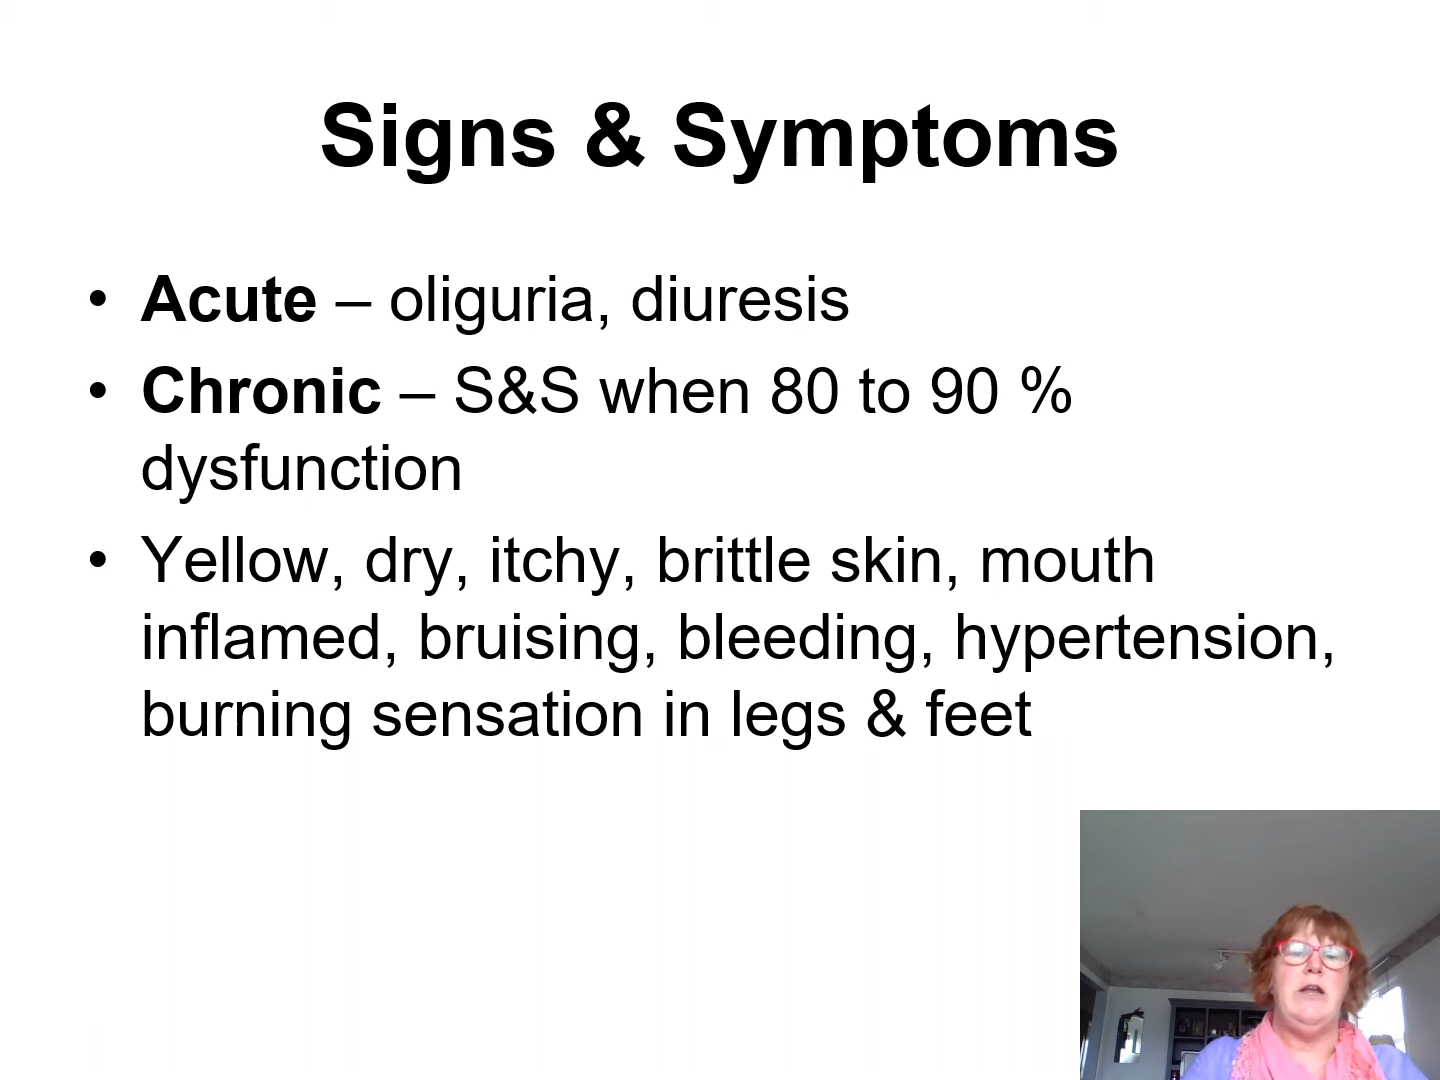 Signs & Symptoms
• Acute – oliguria, diuresis
• Chronic – S&S when 80 to 90 %
dysfunction
• Yellow, dry, itchy, brittle skin, mouth
inflamed, bruising, bleeding, hypertension,
burning sensation in legs & feet